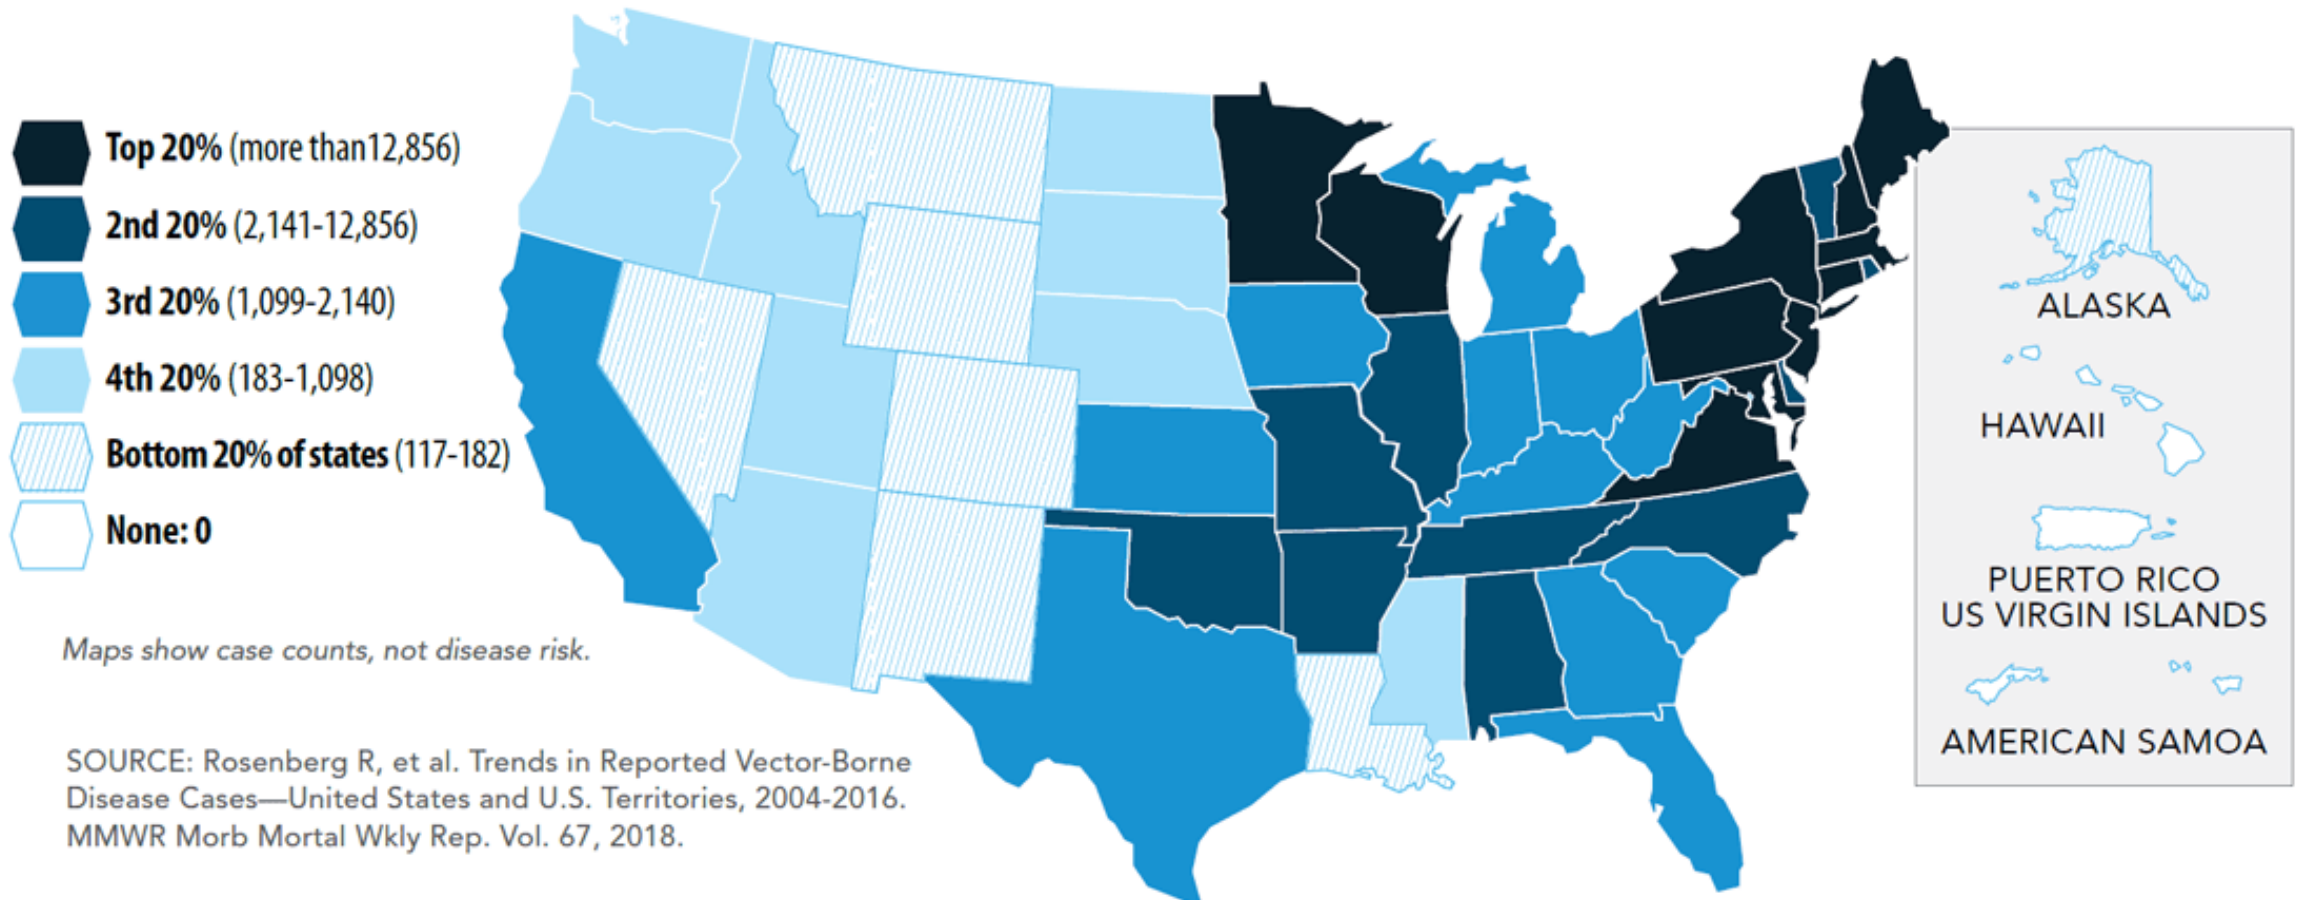 Top 20% (more than12,856)
2nd 20% (2,141-12,856)
3rd 20% (1,099-2,140)
4th 20% (183-1,098)
Bottom 20% of states (117-182)
None: 0
Maps show case counts, not disease risk.
SOURCE: Rosenberg R, et al. Trends in Reported Vector-Borne
Disease Cases—United States and U.S. Territories, 2004-2016.
MMWR Morb Mortal Wkly Rep. Vol. 67, 2018.
ALASKA
HAWAII
PUERTO RICO
US VIRGIN ISLANDS
AMERICAN SAMOA